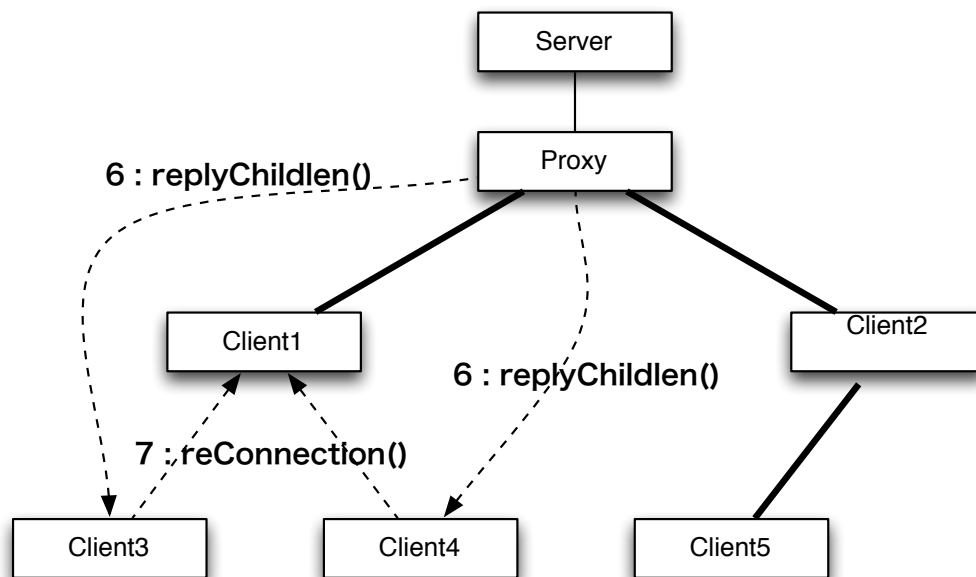 Server
Proxy
6 : replyChildlen()
Client1
Client2
6 : replyChildlen()
7 : reConnection()
Client3
Client4
Client5